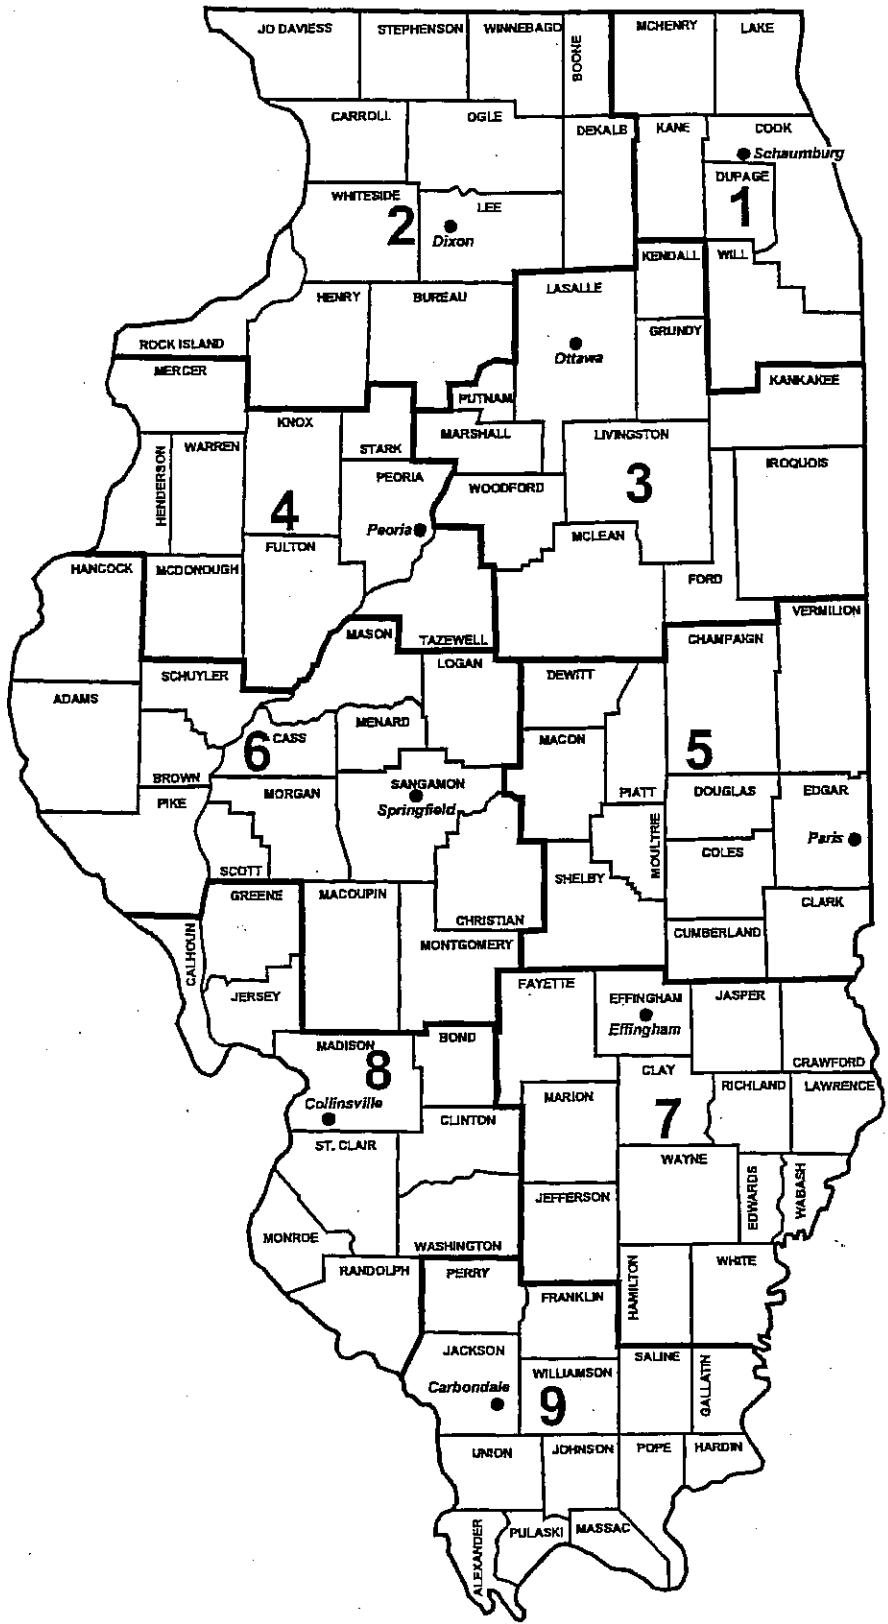 JO DAVIESS
STEPHENSON
WINNEBAGO
BOONE
MCHENRY
LAKE
CARROLL
OGLE
DEKALB
KANE
COOK
Schaumburg
DUPAGE
1
WHITESIDE
2
LEE
Dixon
KENDALL
WILL
HENRY
BUREAU
LASALLE
GRUNDY
Ottawa
ROCK ISLAND
MERCER
KANKAKEE
PUTNAM
KNOX
STARK
MARSHALL
LIVINGSTON
HENDERSON
WARREN
PEORIA
WOODFORD
3
IROQUOIS
4
Peoria
FULTON
MCLEAN
HANCOCK
MCDONOUGH
FORD
VERMILION
MASON
TAZEWELL
CHAMPAIGN
SCHUYLER
LOGAN
DEWITT
ADAMS
MENARD
6
CASS
MACON
5
BROWN
PIKE
MORGAN
SANGAMON
Springfield
PIATT
DOUGLAS
EDGAR
MOULTRIE
COLES
Paris
SCOTT
SHELBY
GREENE
MACOUPIN
CHRISTIAN
CLARK
CALHOUN
MONTGOMERY
CUMBERLAND
JERSEY
FAYETTE
EFFINGHAM
Effingham
JASPER
MADISON
8
BOND
CRAWFORD
CLAY
Collinsville
CLINTON
MARION
7
RICHLAND
LAWRENCE
ST. CLAIR
WAYNE
EDWARDS
WABASH
JEFFERSON
MONROE
WASHINGTON
RANDOLPH
PERRY
HAMILTON
WHITE
FRANKLIN
JACKSON
SALINE
GALLATIN
WILLIAMSON
Carbondale
9
UNION
JOHNSON
POPE
HARDIN
ALEXANDER
PULASKI
MASSAC